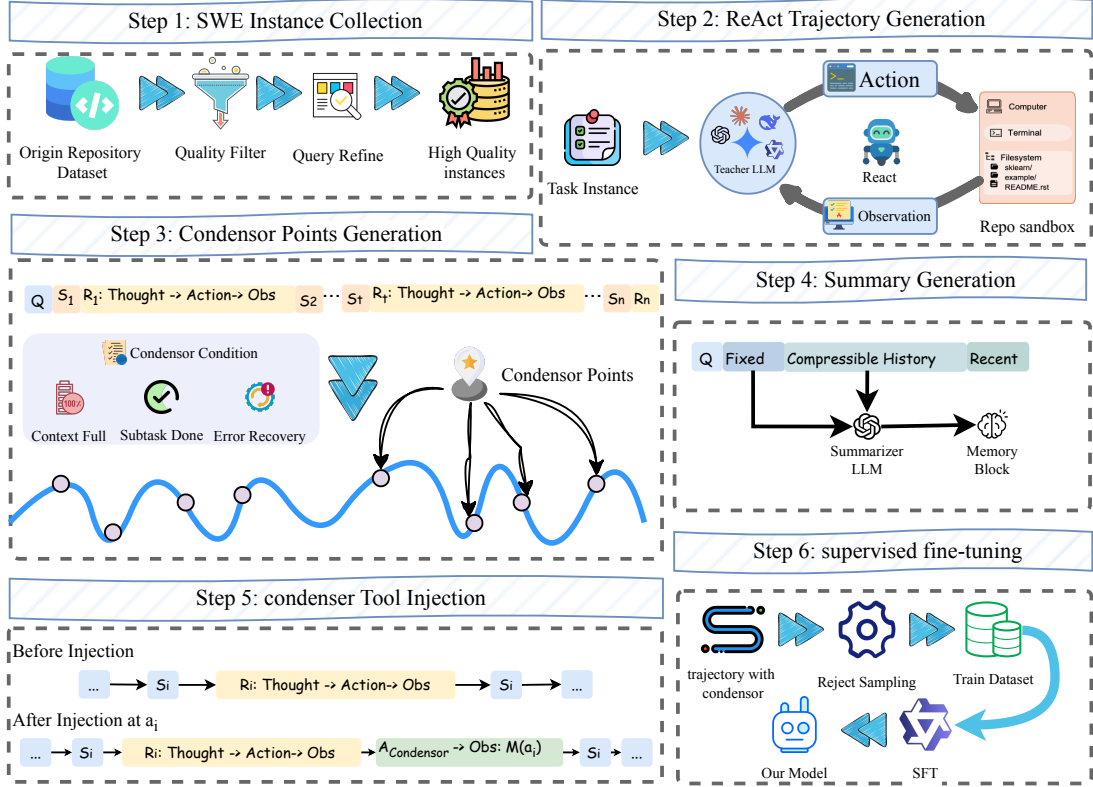 Step 1: SWE Instance Collection
Origin Repository
Dataset
Quality Filter
Query Refine
High Quality
instances
Step 2: ReAct Trajectory Generation
Task Instance
Teacher LLM
Action
React
Observation
Computer
Terminal
Filesystem
sklearn/
example/
README.rst
Repo sandbox
Step 3: Condensor Points Generation
Q S1 R1: Thought -> Action-> Obs S2 ... St Rt: Thought -> Action-> Obs ... Sn Rn
Condensor Condition
100%
Context Full
Subtask Done
Error Recovery
Condensor Points
Step 4: Summary Generation
Q Fixed Compressible History Recent
Summarizer
LLM
Memory
Block
Step 5: condenser Tool Injection
Before Injection
... Si Ri: Thought -> Action-> Obs Si ...
After Injection at ai
... Si Ri: Thought -> Action-> Obs ACondensor -> Obs: M(ai) Si ...
Step 6: supervised fine-tuning
trajectory with
condensor
Reject Sampling
Train Dataset
Our Model
SFT